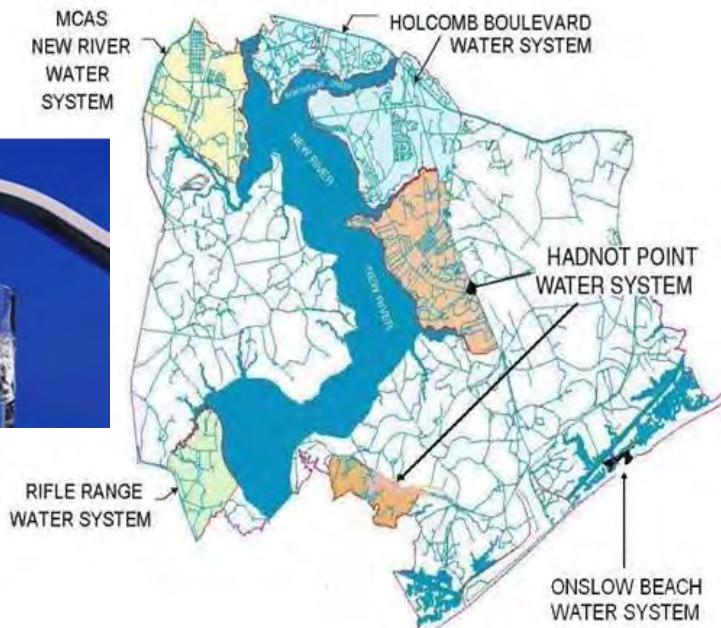 MCAS
NEW RIVER
WATER
SYSTEM
HOLCOMB BOULEVARD
WATER SYSTEM
NEW RIVER
HADNOT POINT
WATER SYSTEM
NEW RIVER
RIFLE RANGE
WATER SYSTEM
ONSLOW BEACH
WATER SYSTEM